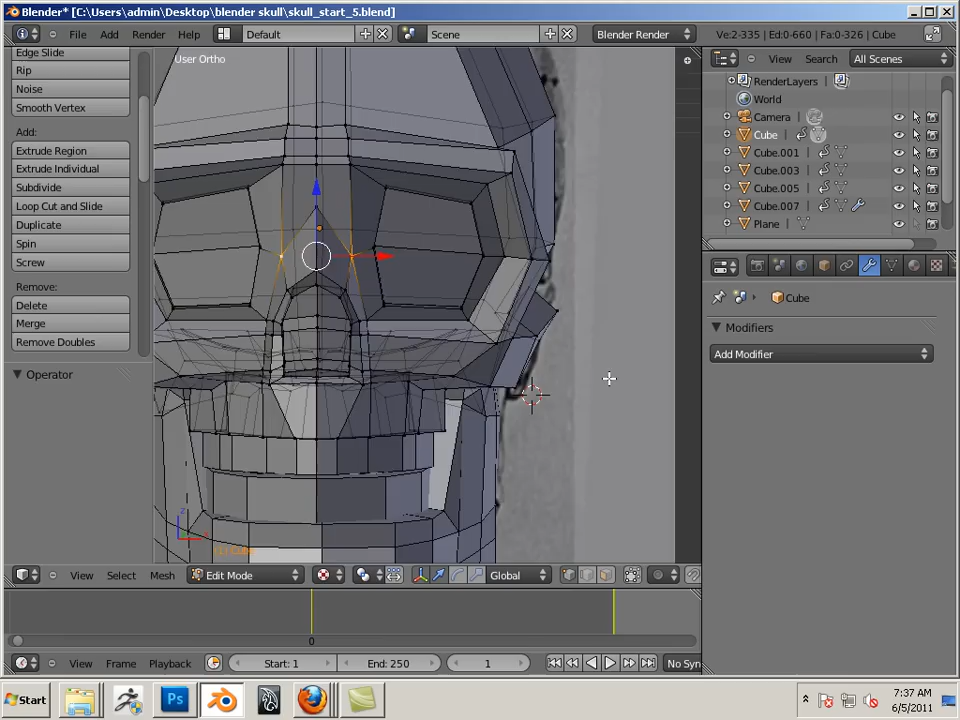 Blender* [C:\Users\admin\Desktop\blender skull\skull_start_5.blend]
File Add Render Help Default Scene Blender Render Ve:2-335 | Ed:0-660 | Fa:0-326 | Cube
Edge Slide
Rip
Noise
Smooth Vertex
Add:
Extrude Region
Extrude Individual
Subdivide
Loop Cut and Slide
Duplicate
Spin
Screw
Remove:
Delete
Merge
Remove Doubles
Operator
User Ortho
z
(1) Cube
View Search All Scenes
RenderLayers
World
Camera
Cube
Cube.001
Cube.003
Cube.005
Cube.007
Plane
Cube
Modifiers
Add Modifier
View Select Mesh Edit Mode Global
0
View Frame Playback Start: 1 End: 250 1 No Syn
Start Ps 7:37 AM
6/5/2011